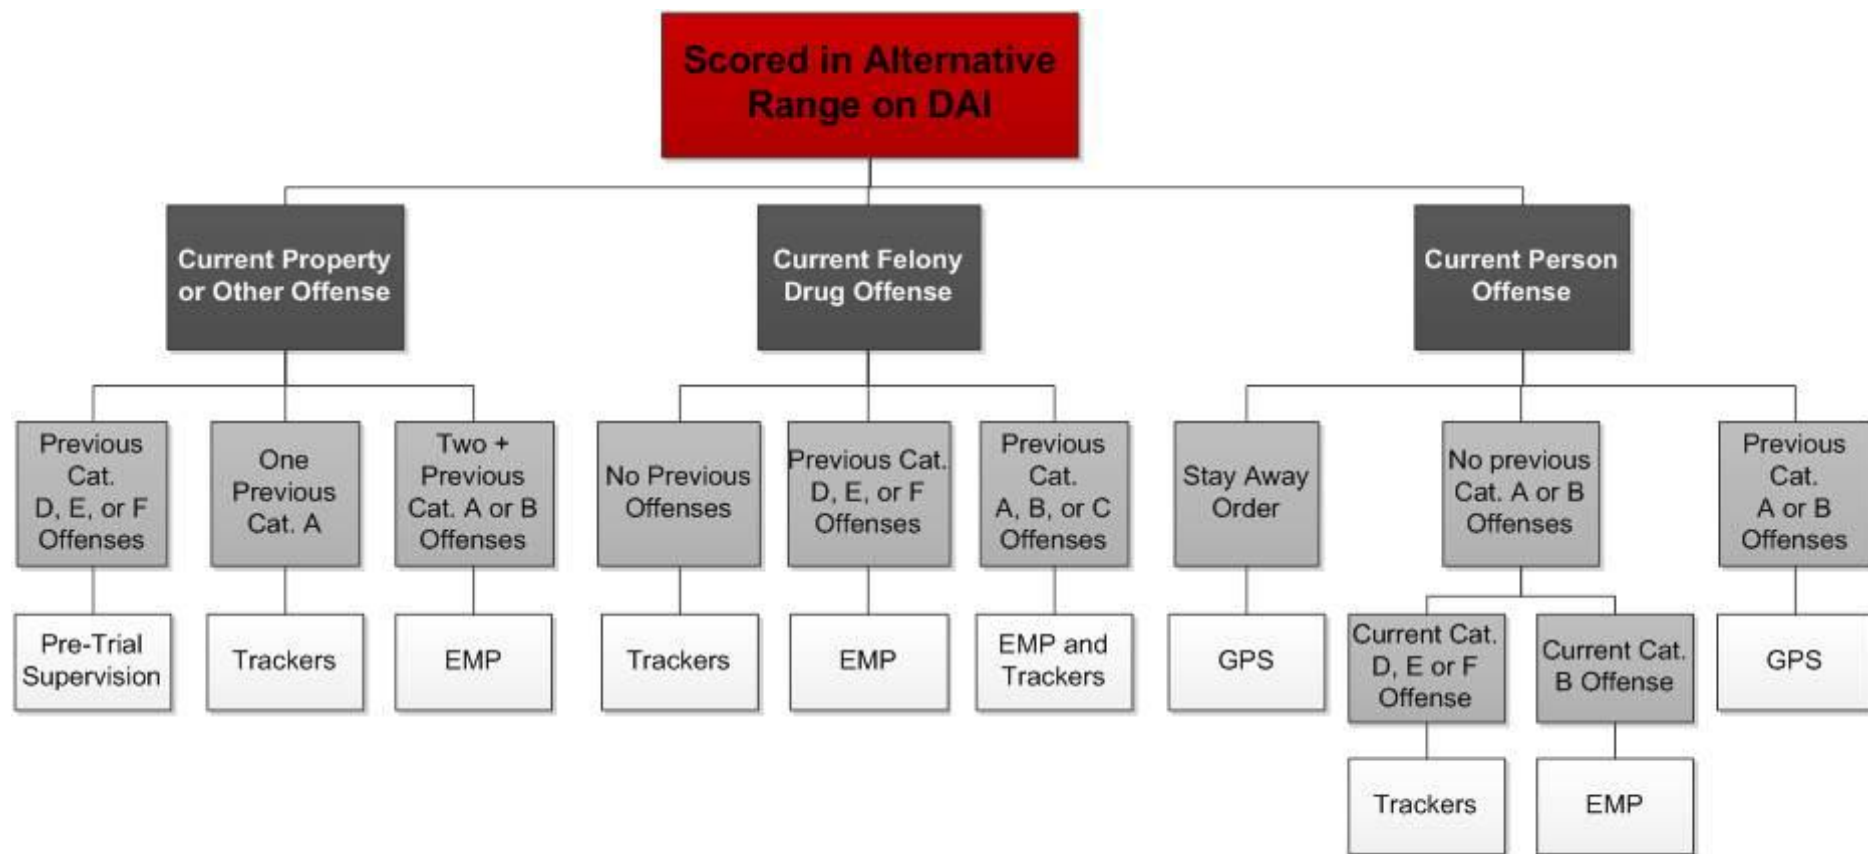 Scored in Alternative
Range on DAI
Current Property
or Other Offense
Current Felony
Drug Offense
Current Person
Offense
Previous
Cat.
D, E, or F
Offenses
One
Previous
Cat. A
Two +
Previous
Cat. A or B
Offenses
No Previous
Offenses
Previous Cat.
D, E, or F
Offenses
Previous
Cat.
A, B, or C
Offenses
Stay Away
Order
No previous
Cat. A or B
Offenses
Previous
Cat.
A or B
Offenses
Pre-Trial
Supervision
Trackers
EMP
Trackers
EMP
EMP and
Trackers
GPS
Current Cat.
D, E or F
Offense
Current Cat.
B Offense
GPS
Trackers
EMP